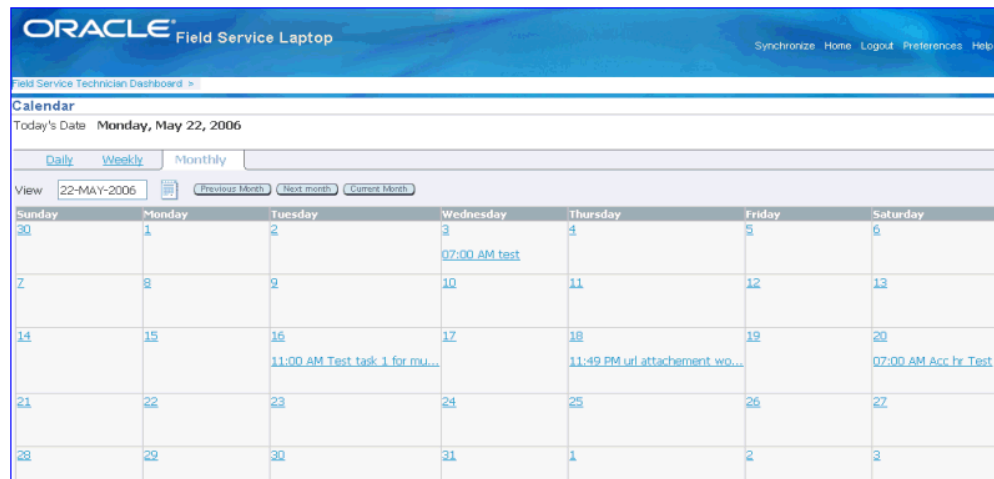 ORACLE Field Service Laptop
Synchronize Home Logout Preferences Help
Field Service Technician Dashboard >
Calendar
Today's Date Monday, May 22, 2006
Daily Weekly Monthly
View 22-MAY-2006 Previous Month Next month Current Month
Sunday Monday Tuesday Wednesday Thursday Friday Saturday
30 1 2 3 4 5 6
07:00 AM test
7 8 9 10 11 12 13
14 15 16 17 18 19 20
11:00 AM Test task 1 for mu... 11:49 PM url attachement wo... 07:00 AM Acc hr Test
21 22 23 24 25 26 27
28 29 30 31 1 2 3